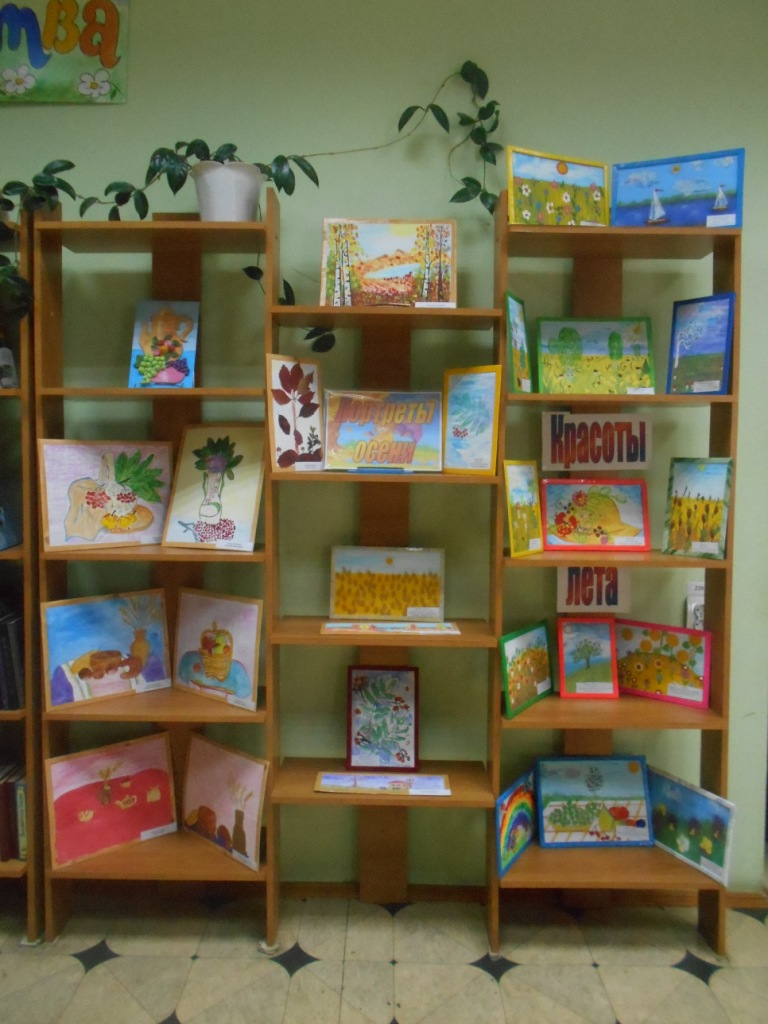 тва
Портреты
осени
Красоты
лета